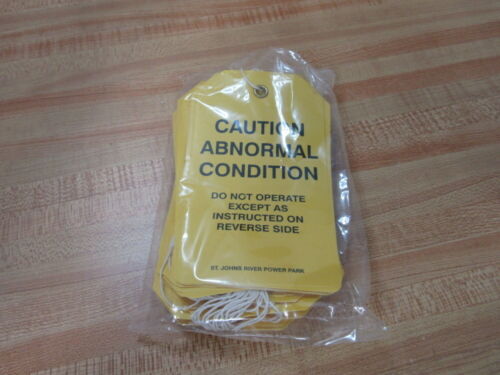 CAUTION
ABNORMAL
CONDITION
DO NOT OPERATE
EXCEPT AS
INSTRUCTED ON
REVERSE SIDE
ST. JOHNS RIVER POWER PARK